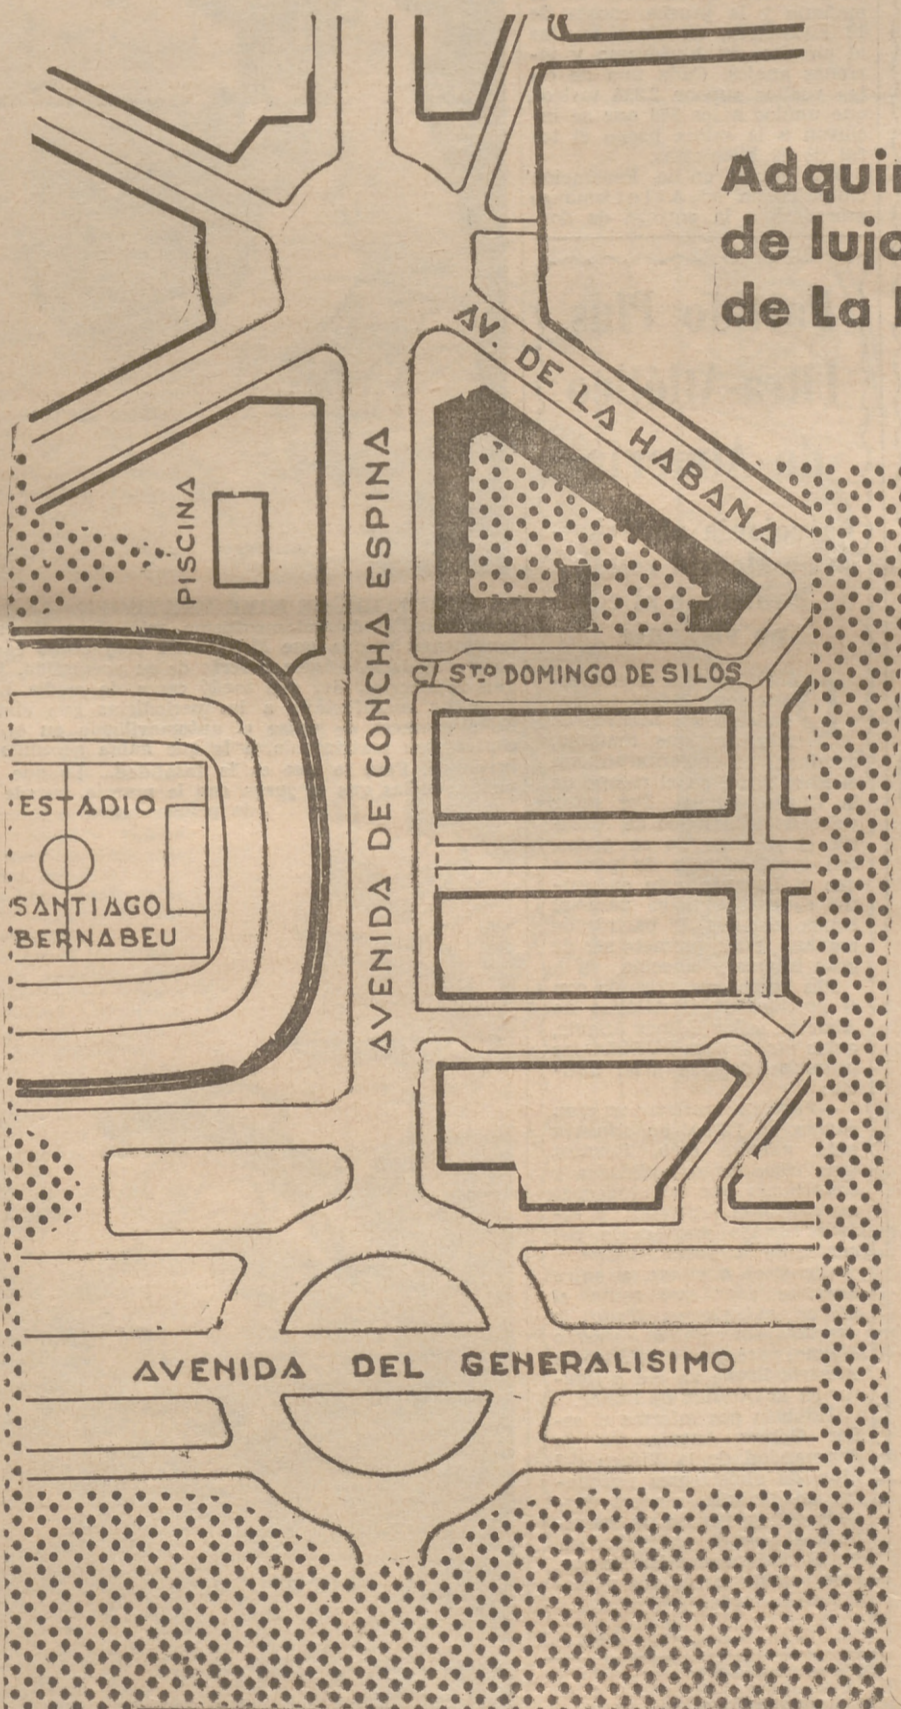 de lujo
de La
AV. DE LA HABANA
PISCINA
AVENIDA DE CONCHA ESPINA
C/ STO DOMINGO DE SILOS
ESTADIO
SANTIAGO
BERNABEU
AVENIDA DEL GENERALISIMO